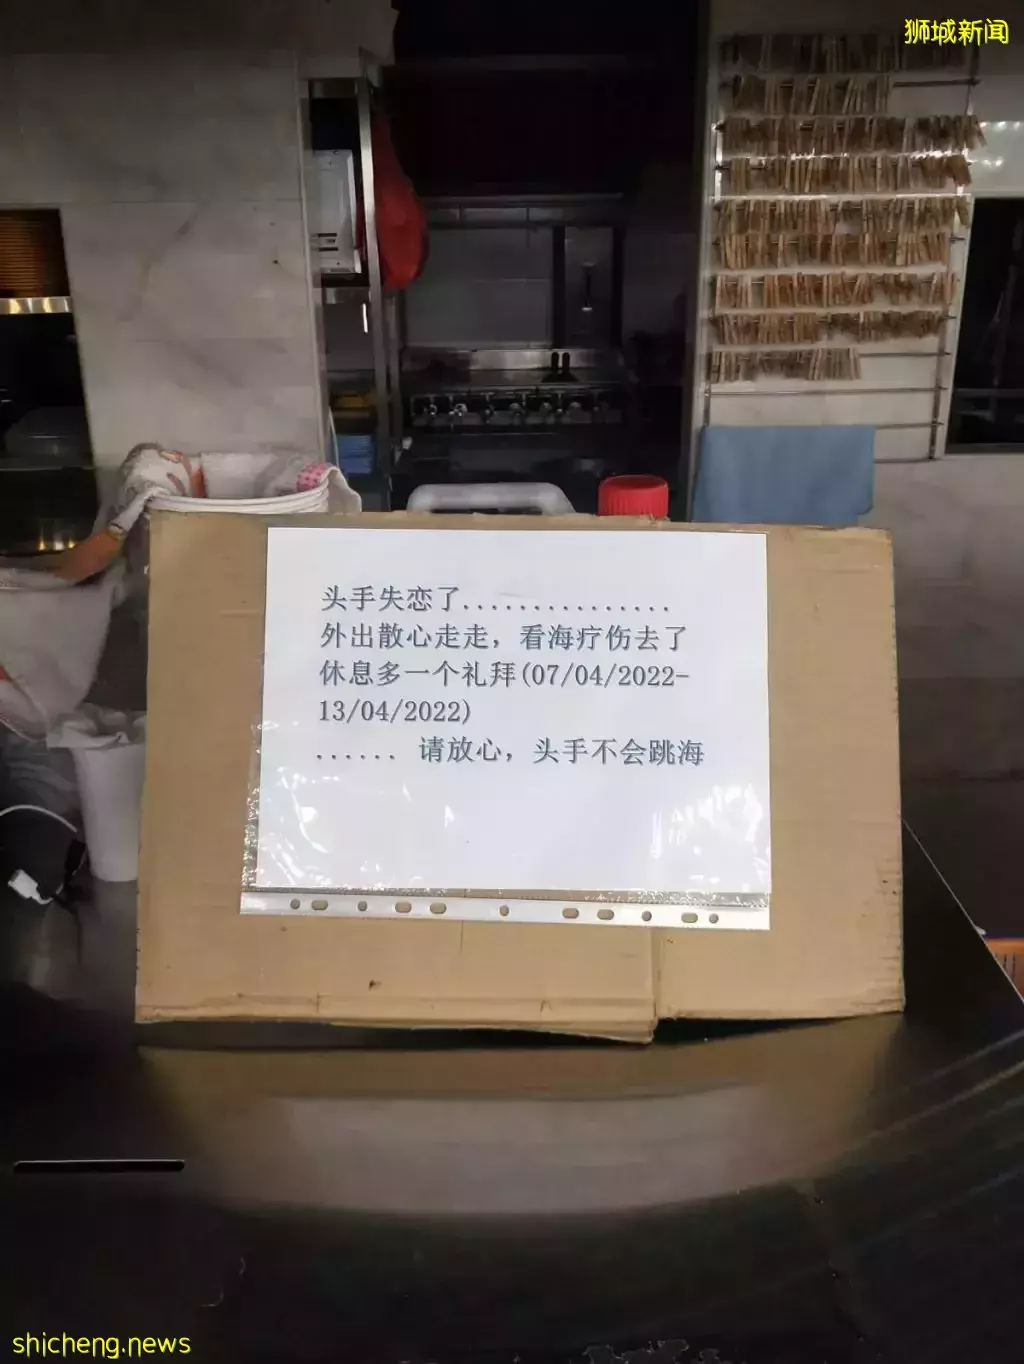 狮城新闻
头手失恋了...............
外出散心走走，看海疗伤去了
休息多一个礼拜(07/04/2022-
13/04/2022)
...... 请放心，头手不会跳海
shicheng.news